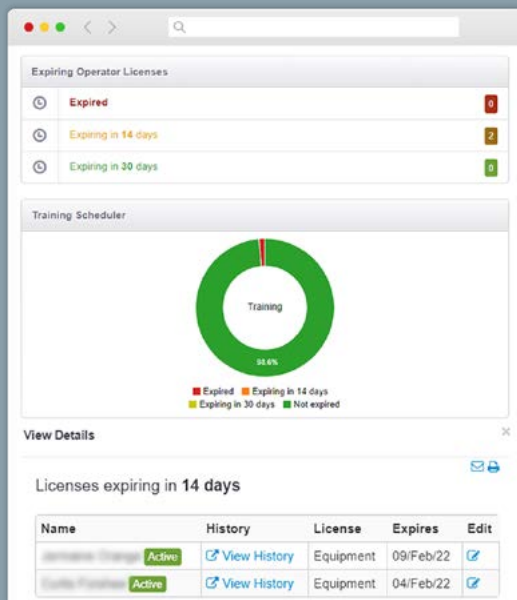 Expiring Operator Licenses
Expired 0
Expiring in 14 days 2
Expiring in 30 days 0
Training Scheduler
Training
98.6%
Expired Expiring in 14 days
Expiring in 30 days Not expired
View Details
Licenses expiring in 14 days
Name History License Expires Edit
Active View History Equipment 09/Feb/22
Active View History Equipment 04/Feb/22